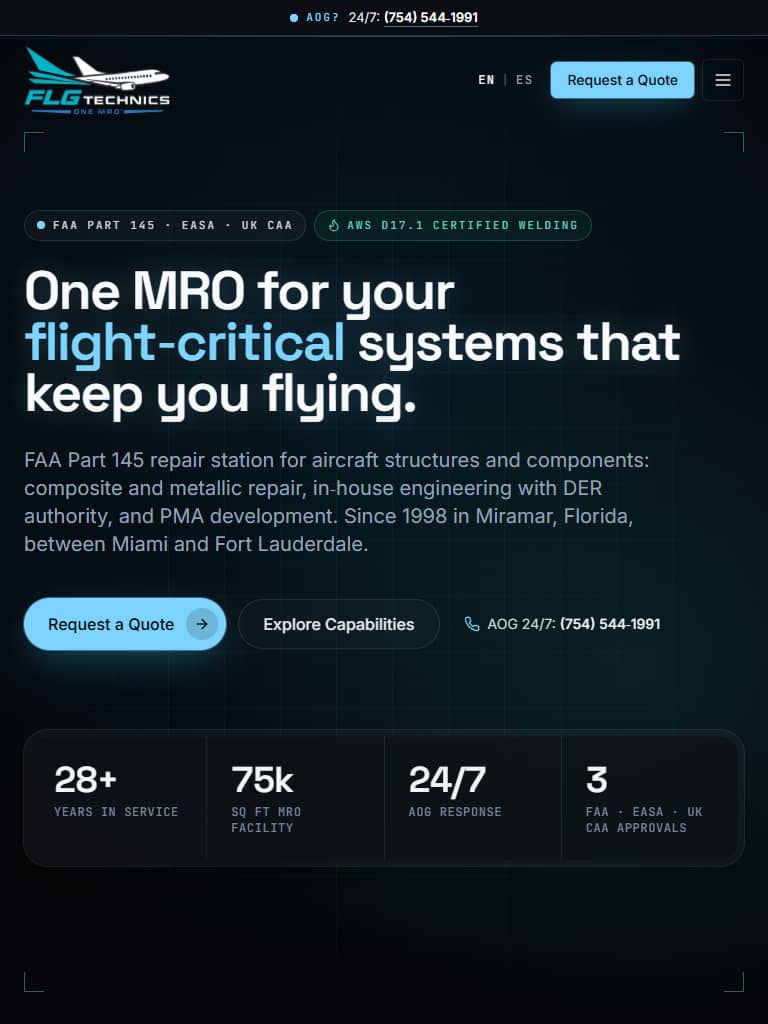 AOG? 24/7: (754) 544-1991
FLG TECHNICS
ONE MRO
EN | ES
Request a Quote
FAA PART 145 · EASA · UK CAA
AWS D17.1 CERTIFIED WELDING
One MRO for your
flight-critical systems that
keep you flying.
FAA Part 145 repair station for aircraft structures and components:
composite and metallic repair, in-house engineering with DER
authority, and PMA development. Since 1998 in Miramar, Florida,
between Miami and Fort Lauderdale.
Request a Quote
Explore Capabilities
AOG 24/7: (754) 544-1991
28+
YEARS IN SERVICE
75k
SQ FT MRO
FACILITY
24/7
AOG RESPONSE
3
FAA · EASA · UK
CAA APPROVALS